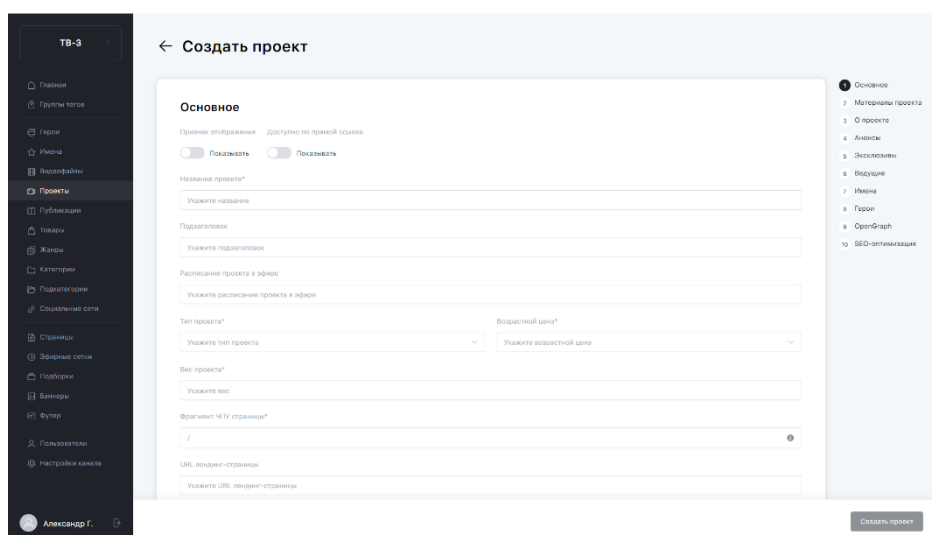 ТВ-3
Главная
Группы тегов
Герои
Имена
Видеофайлы
Проекты
Публикации
Товары
Жанры
Категории
Подкатегории
Социальные сети
Страницы
Эфирные сетки
Подборки
Баннеры
Футер
Пользователи
Настройки канала
Александр Г.
← Создать проект
Основное
Признак отображения Доступно по прямой ссылке
Показывать Показывать
Название проекта*
Укажите название
Подзаголовок
Укажите подзаголовок
Расписание проекта в эфире
Укажите расписание проекта в эфире
Тип проекта* Возрастной ценз*
Укажите тип проекта Укажите возрастной ценз
Вес проекта*
Укажите вес
Фрагмент ЧПУ страницы*
/
URL лендинг-страницы
Укажите URL лендинг-страницы
1 Основное
2 Материалы проекта
3 О проекте
4 Анонсы
5 Эксклюзивы
6 Ведущие
7 Имена
8 Герои
9 OpenGraph
10 SEO-оптимизация
Создать проект